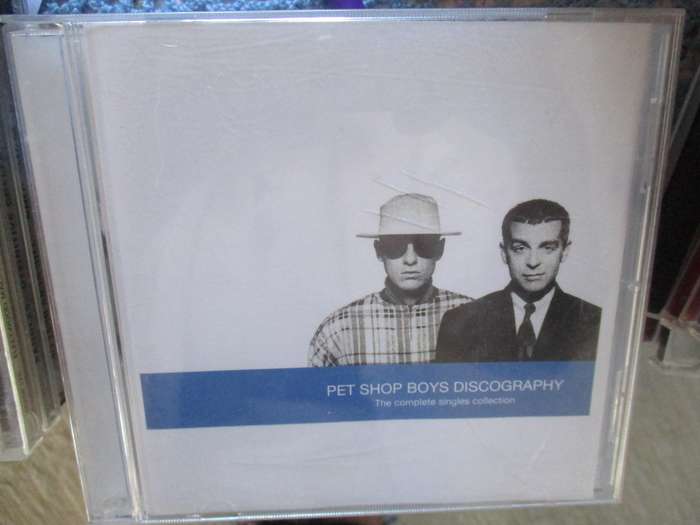 PET SHOP BOYS DISCOGRAPHY
The complete singles collection